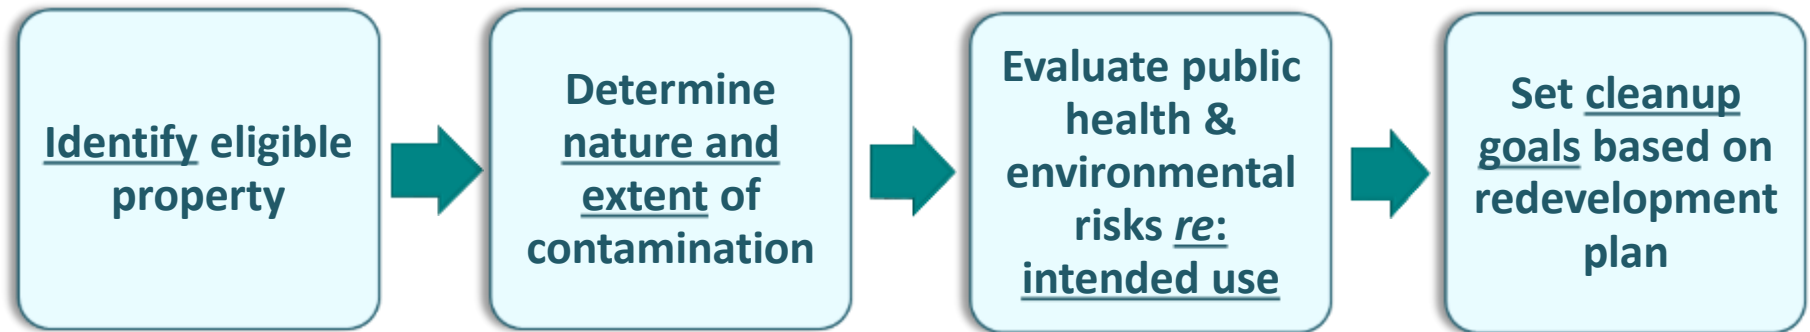 Identify eligible
property
Determine
nature and
extent of
contamination
Evaluate public
health &
environmental
risks re:
intended use
Set cleanup
goals based on
redevelopment
plan